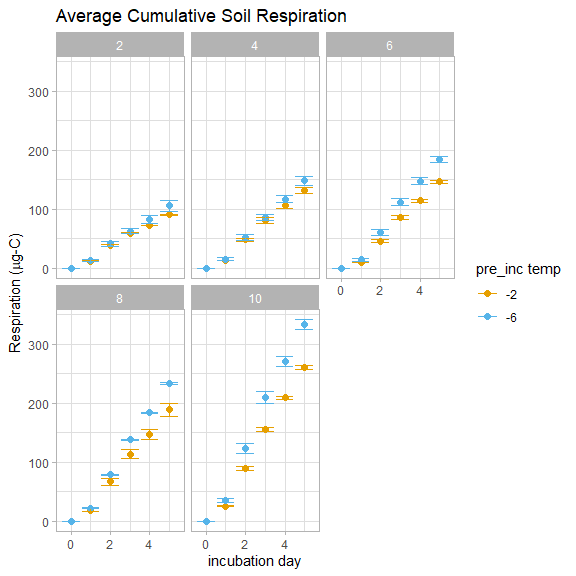 Average Cumulative Soil Respiration
2 4 6
300
200
100
0
0 2 4
8 10
300
200
100
0
0 2 4 0 2 4
Respiration (μg-C)
incubation day
pre_inc temp
-2
-6